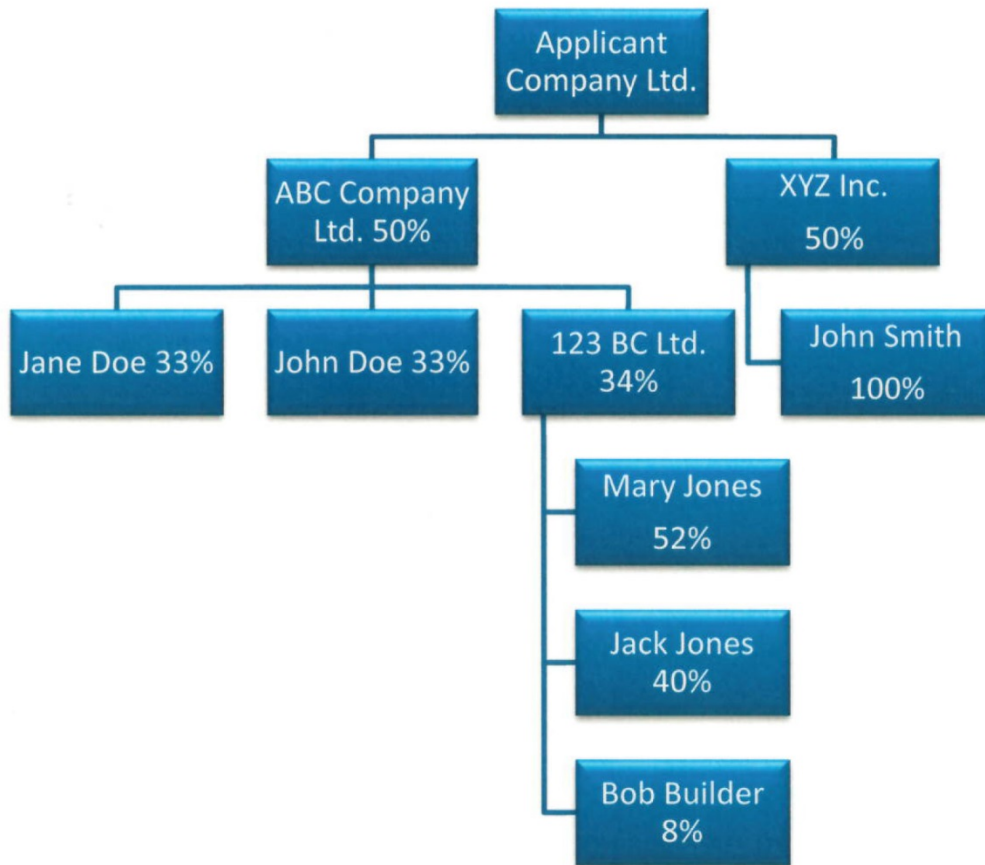 Applicant
Company Ltd.
ABC Company
Ltd. 50%
XYZ Inc.
50%
Jane Doe 33%
John Doe 33%
123 BC Ltd.
34%
John Smith
100%
Mary Jones
52%
Jack Jones
40%
Bob Builder
8%